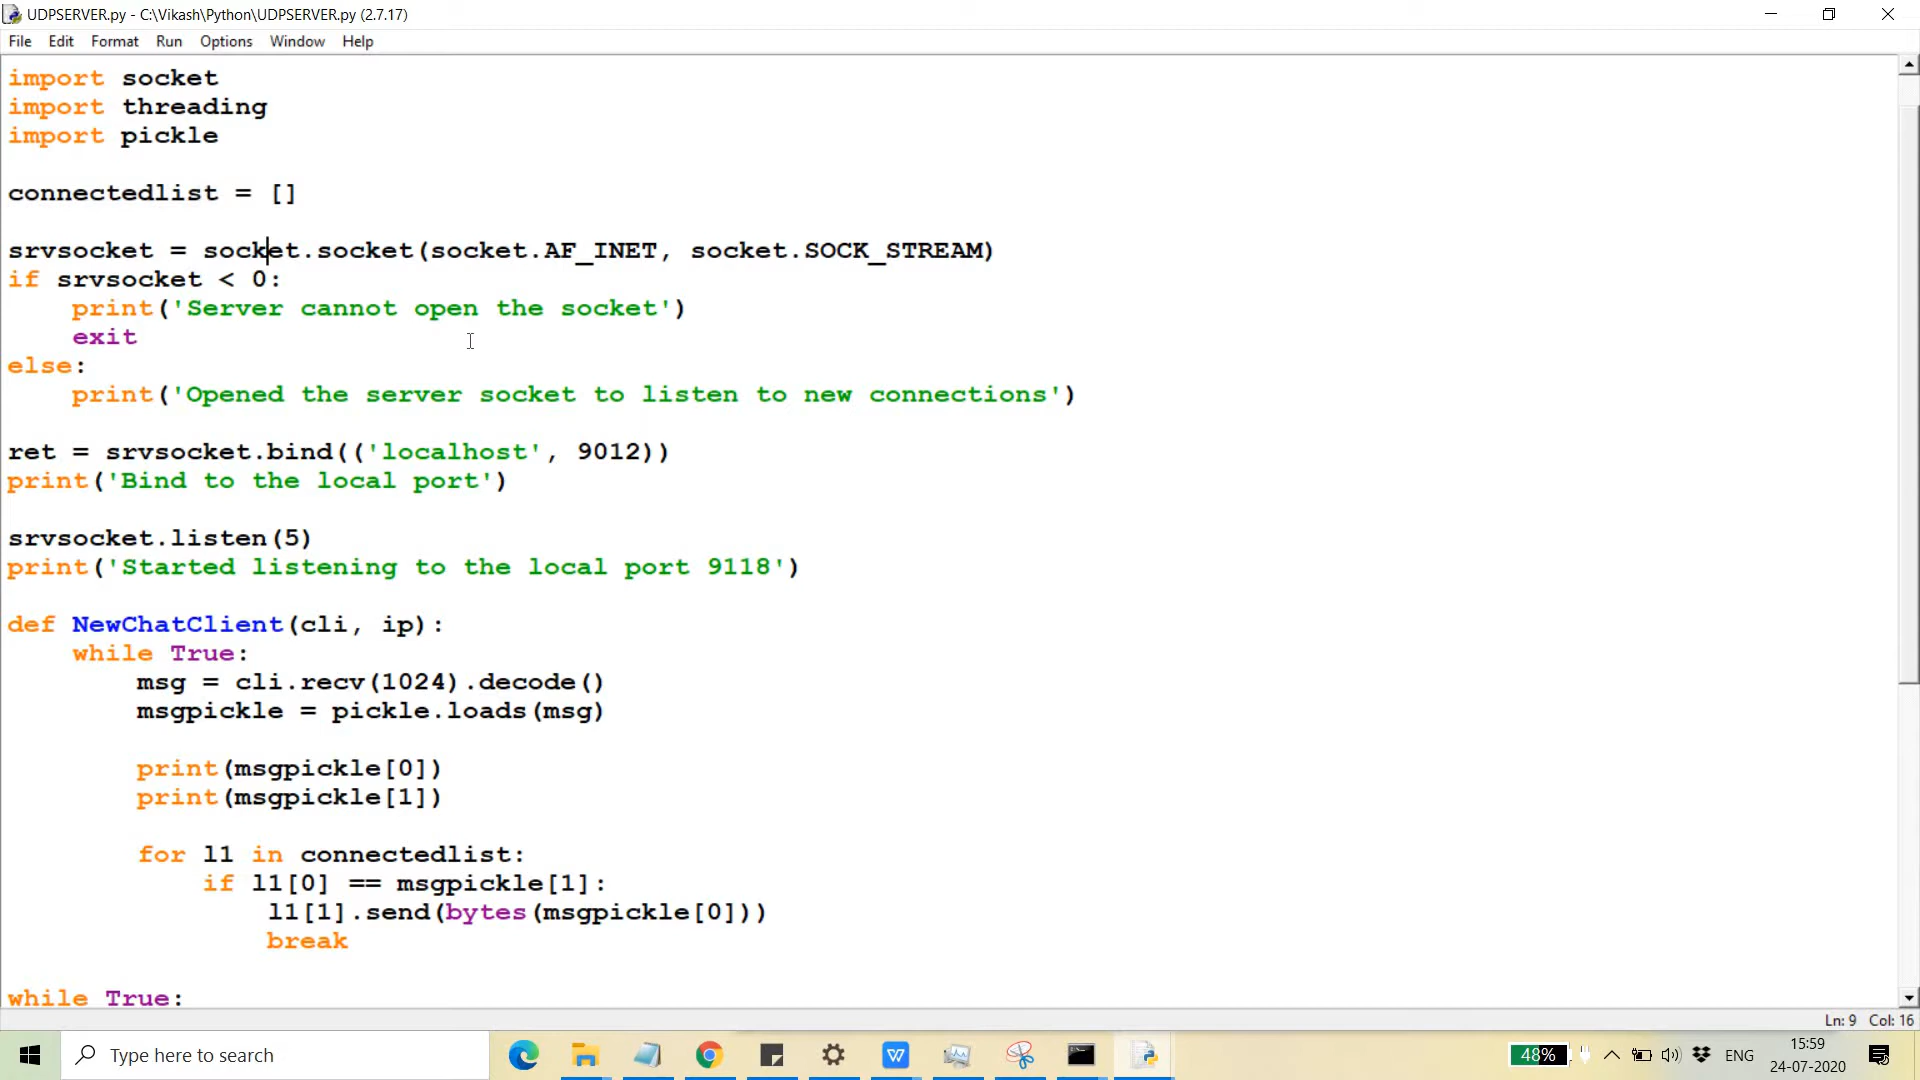 UDPSERVER.py - C:\Vikash\Python\UDPSERVER.py (2.7.17)
File Edit Format Run Options Window Help
import socket
import threading
import pickle
connectedlist = []
srvsocket = socket.socket(socket.AF_INET, socket.SOCK_STREAM)
if srvsocket < 0:
    print('Server cannot open the socket')
    exit
else:
    print('Opened the server socket to listen to new connections')
ret = srvsocket.bind(('localhost', 9012))
print('Bind to the local port')
srvsocket.listen(5)
print('Started listening to the local port 9118')
def NewChatClient(cli, ip):
    while True:
        msg = cli.recv(1024).decode()
        msgpickle = pickle.loads(msg)
        print(msgpickle[0])
        print(msgpickle[1])
        for l1 in connectedlist:
            if l1[0] == msgpickle[1]:
                l1[1].send(bytes(msgpickle[0]))
                break
while True:
Ln: 9 Col: 16
Type here to search
W
48%
ENG
15:59
24-07-2020